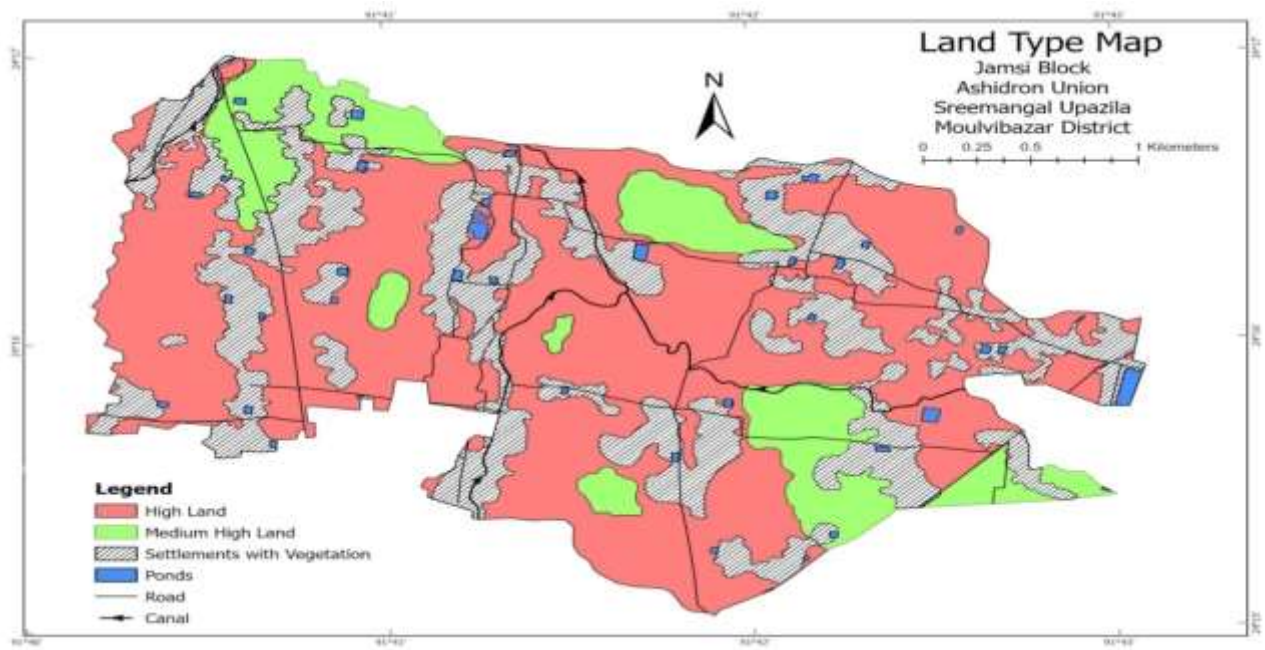 Land Type Map
Jamsi Block
Ashidron Union
Sreemangal Upazila
Moulvibazar District
0 0.25 0.5 1 Kilometers
N
Legend
High Land
Medium High Land
Settlements with Vegetation
Ponds
Road
Canal